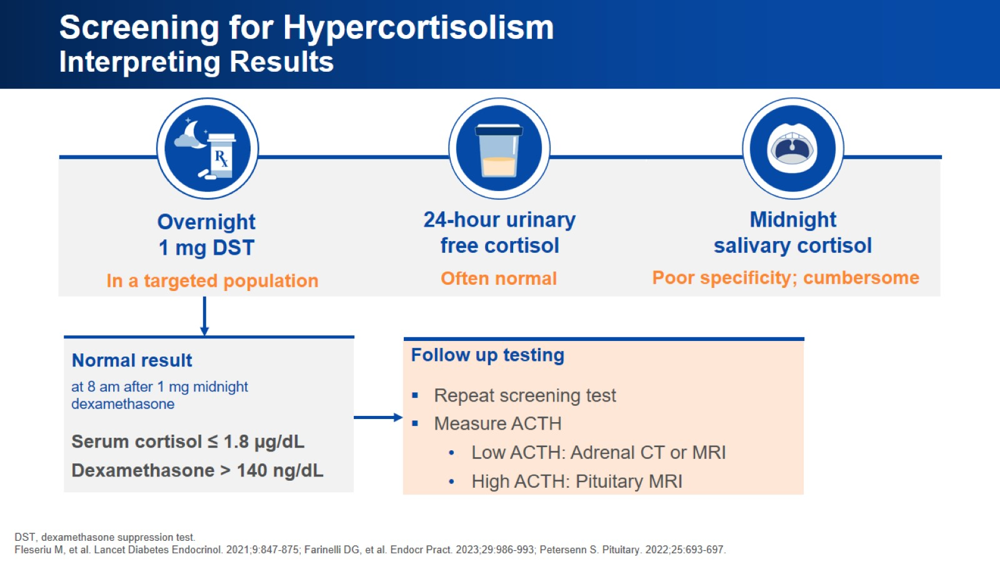 Screening for Hypercortisolism
Interpreting Results
Rx
Overnight
1 mg DST
In a targeted population
24-hour urinary
free cortisol
Often normal
Midnight
salivary cortisol
Poor specificity; cumbersome
Normal result
at 8 am after 1 mg midnight
dexamethasone
Serum cortisol ≤ 1.8 μg/dL
Dexamethasone > 140 ng/dL
Follow up testing
▪ Repeat screening test
▪ Measure ACTH
• Low ACTH: Adrenal CT or MRI
• High ACTH: Pituitary MRI
DST, dexamethasone suppression test.
Fleseriu M, et al. Lancet Diabetes Endocrinol. 2021;9:847-875; Farinelli DG, et al. Endocr Pract. 2023;29:986-993; Petersenn S. Pituitary. 2022;25:693-697.